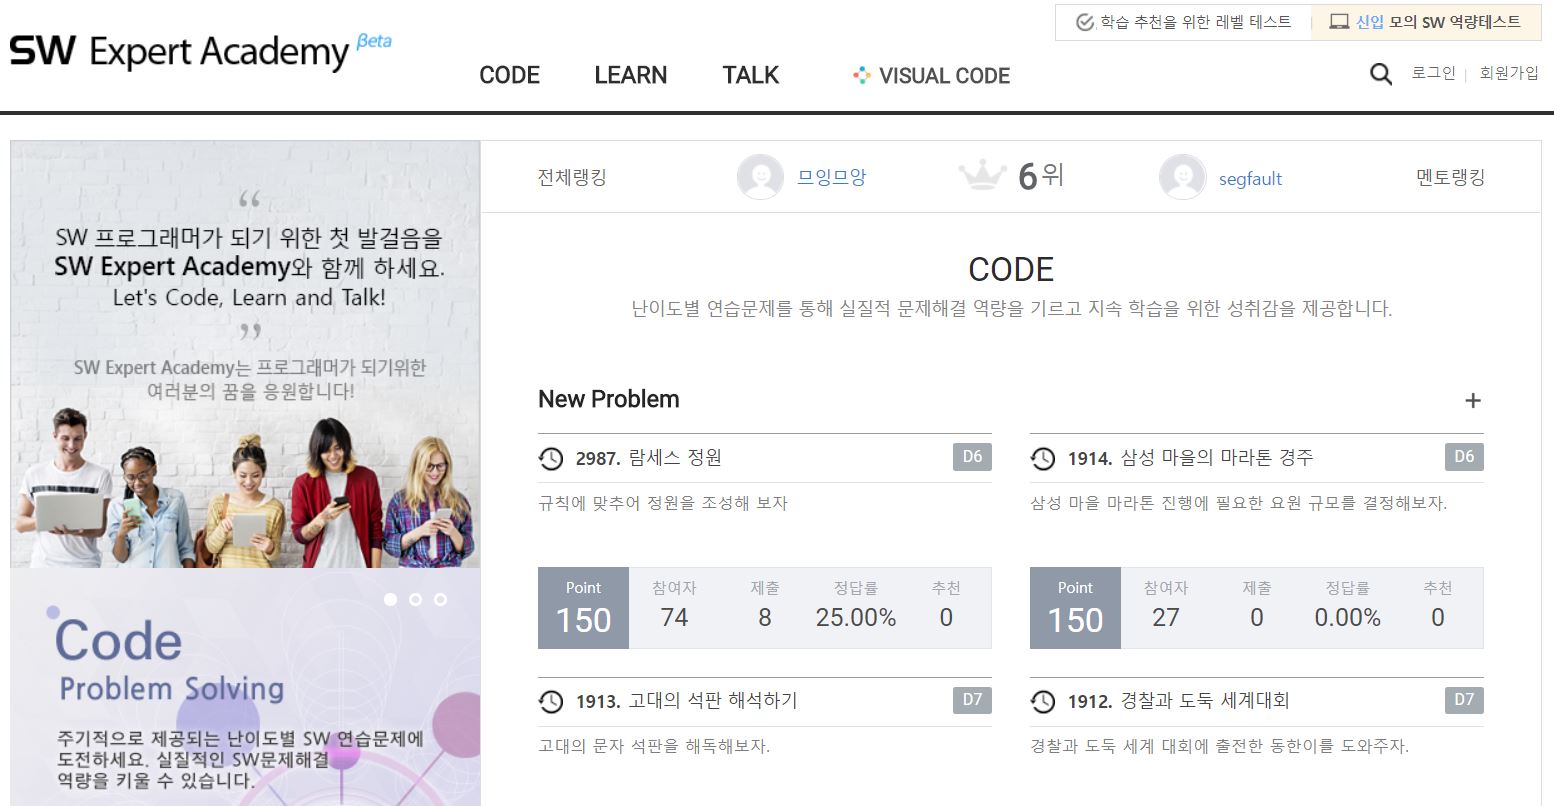 학습 추천을 위한 레벨 테스트
신입 모의 SW 역량테스트
SW Expert Academy βeta
CODE LEARN TALK VISUAL CODE
로그인 | 회원가입
“
SW 프로그래머가 되기 위한 첫 발걸음을
SW Expert Academy와 함께 하세요.
Let's Code, Learn and Talk!
”
SW Expert Academy는 프로그래머가 되기위한
여러분의 꿈을 응원합니다!
Code
Problem Solving
주기적으로 제공되는 난이도별 SW 연습문제에
도전하세요. 실질적인 SW문제해결
역량을 키울 수 있습니다.
전체랭킹 므잉므앙 6위 segfault 멘토랭킹
CODE
난이도별 연습문제를 통해 실질적 문제해결 역량을 기르고 지속 학습을 위한 성취감을 제공합니다.
New Problem +
2987. 람세스 정원 D6
규칙에 맞추어 정원을 조성해 보자
Point 참여자 제출 정답률 추천
150 74 8 25.00% 0
1914. 삼성 마을의 마라톤 경주 D6
삼성 마을 마라톤 진행에 필요한 요원 규모를 결정해보자.
Point 참여자 제출 정답률 추천
150 27 0 0.00% 0
1913. 고대의 석판 해석하기 D7
고대의 문자 석판을 해독해보자.
1912. 경찰과 도둑 세계대회 D7
경찰과 도둑 세계 대회에 출전한 동한이를 도와주자.